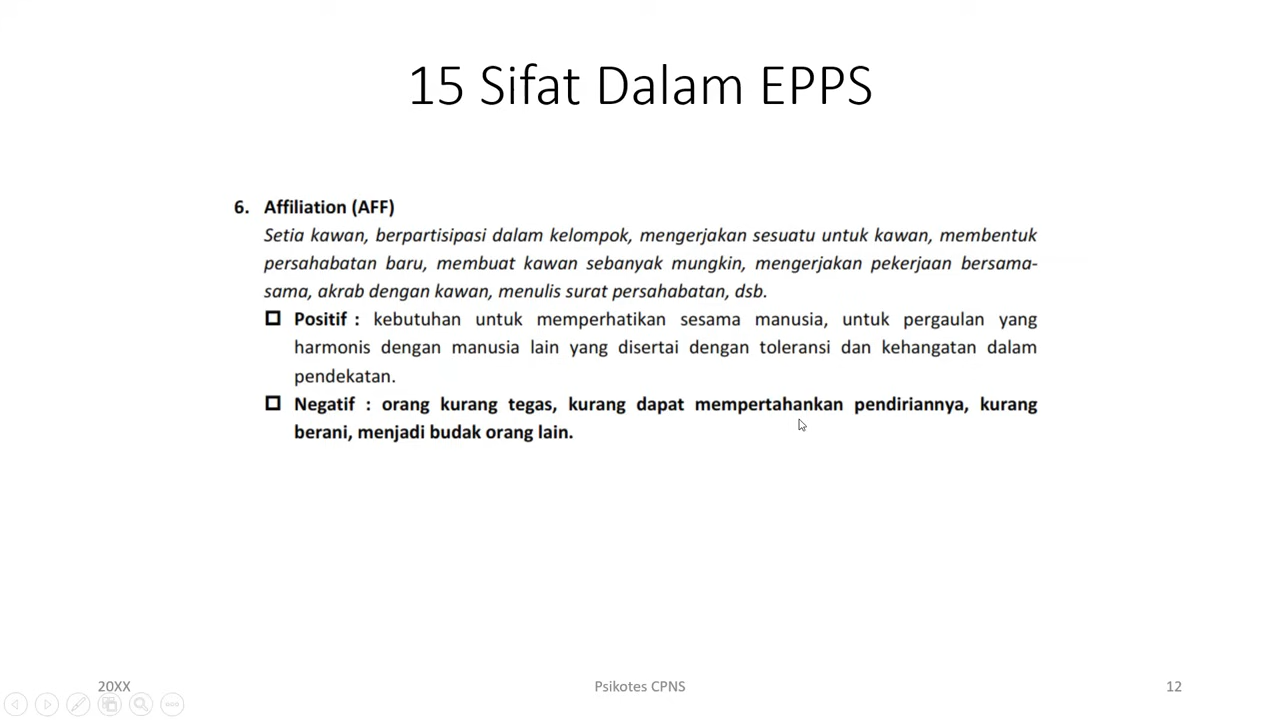 15 Sifat Dalam EPPS
6. Affiliation (AFF)
Setia kawan, berpartisipasi dalam kelompok, mengerjakan sesuatu untuk kawan, membentuk
persahabatan baru, membuat kawan sebanyak mungkin, mengerjakan pekerjaan bersama-
sama, akrab dengan kawan, menulis surat persahabatan, dsb.
Positif : kebutuhan untuk memperhatikan sesama manusia, untuk pergaulan yang
harmonis dengan manusia lain yang disertai dengan toleransi dan kehangatan dalam
pendekatan.
Negatif : orang kurang tegas, kurang dapat mempertahankan pendiriannya, kurang
berani, menjadi budak orang lain.
20XX Psikotes CPNS 12